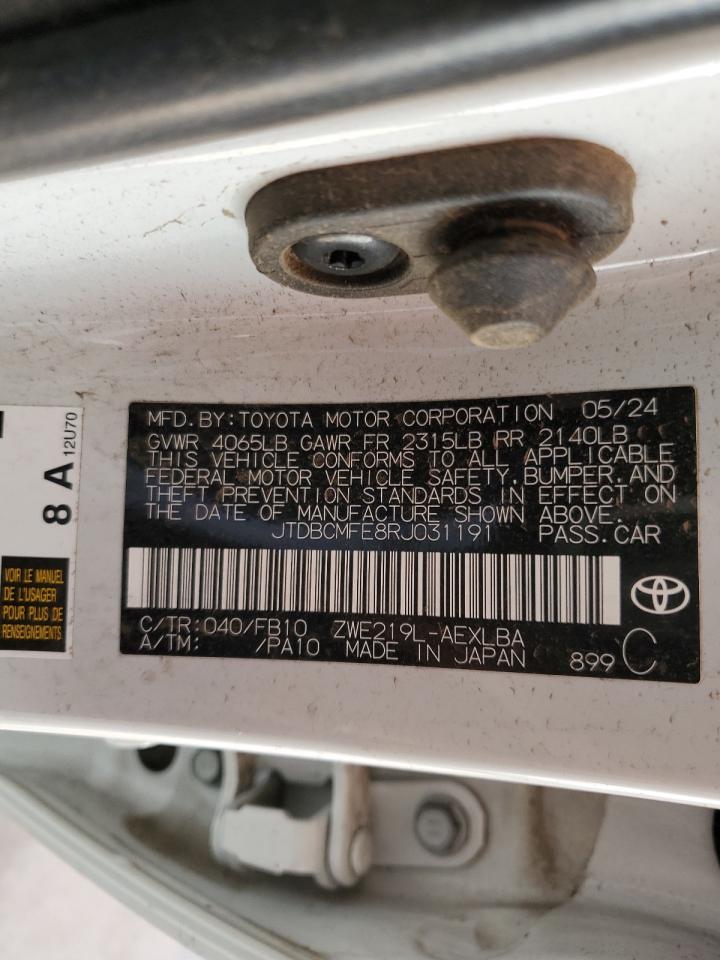 MFD. BY: TOYOTA MOTOR CORPORATION 05/24
GVWR 4065LB GAWR FR 2315LB RR 2140LB
THIS VEHICLE CONFORMS TO ALL APPLICABLE
FEDERAL MOTOR VEHICLE SAFETY, BUMPER, AND
THEFT PREVENTION STANDARDS IN EFFECT ON
THE DATE OF MANUFACTURE SHOWN ABOVE.
JTDBCMFE8RJ031191 PASS. CAR
C/TR: 040/FB10 ZWE219L-AEXLBA
A/TM: /PA10 MADE IN JAPAN 899 C
8 A
12U70
VOIR LE MANUEL
DE L'USAGER
POUR PLUS DE
RENSEIGNEMENTS